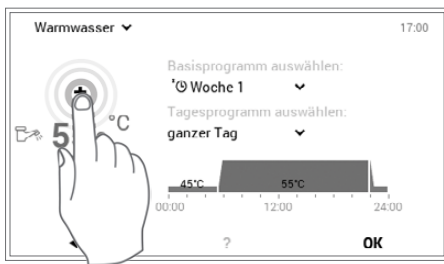 Warmwasser
17:00
Basisprogramm auswählen:
Woche 1
Tagesprogramm auswählen:
5 °C
ganzer Tag
45°C 55°C
00:00 12:00 24:00
? OK